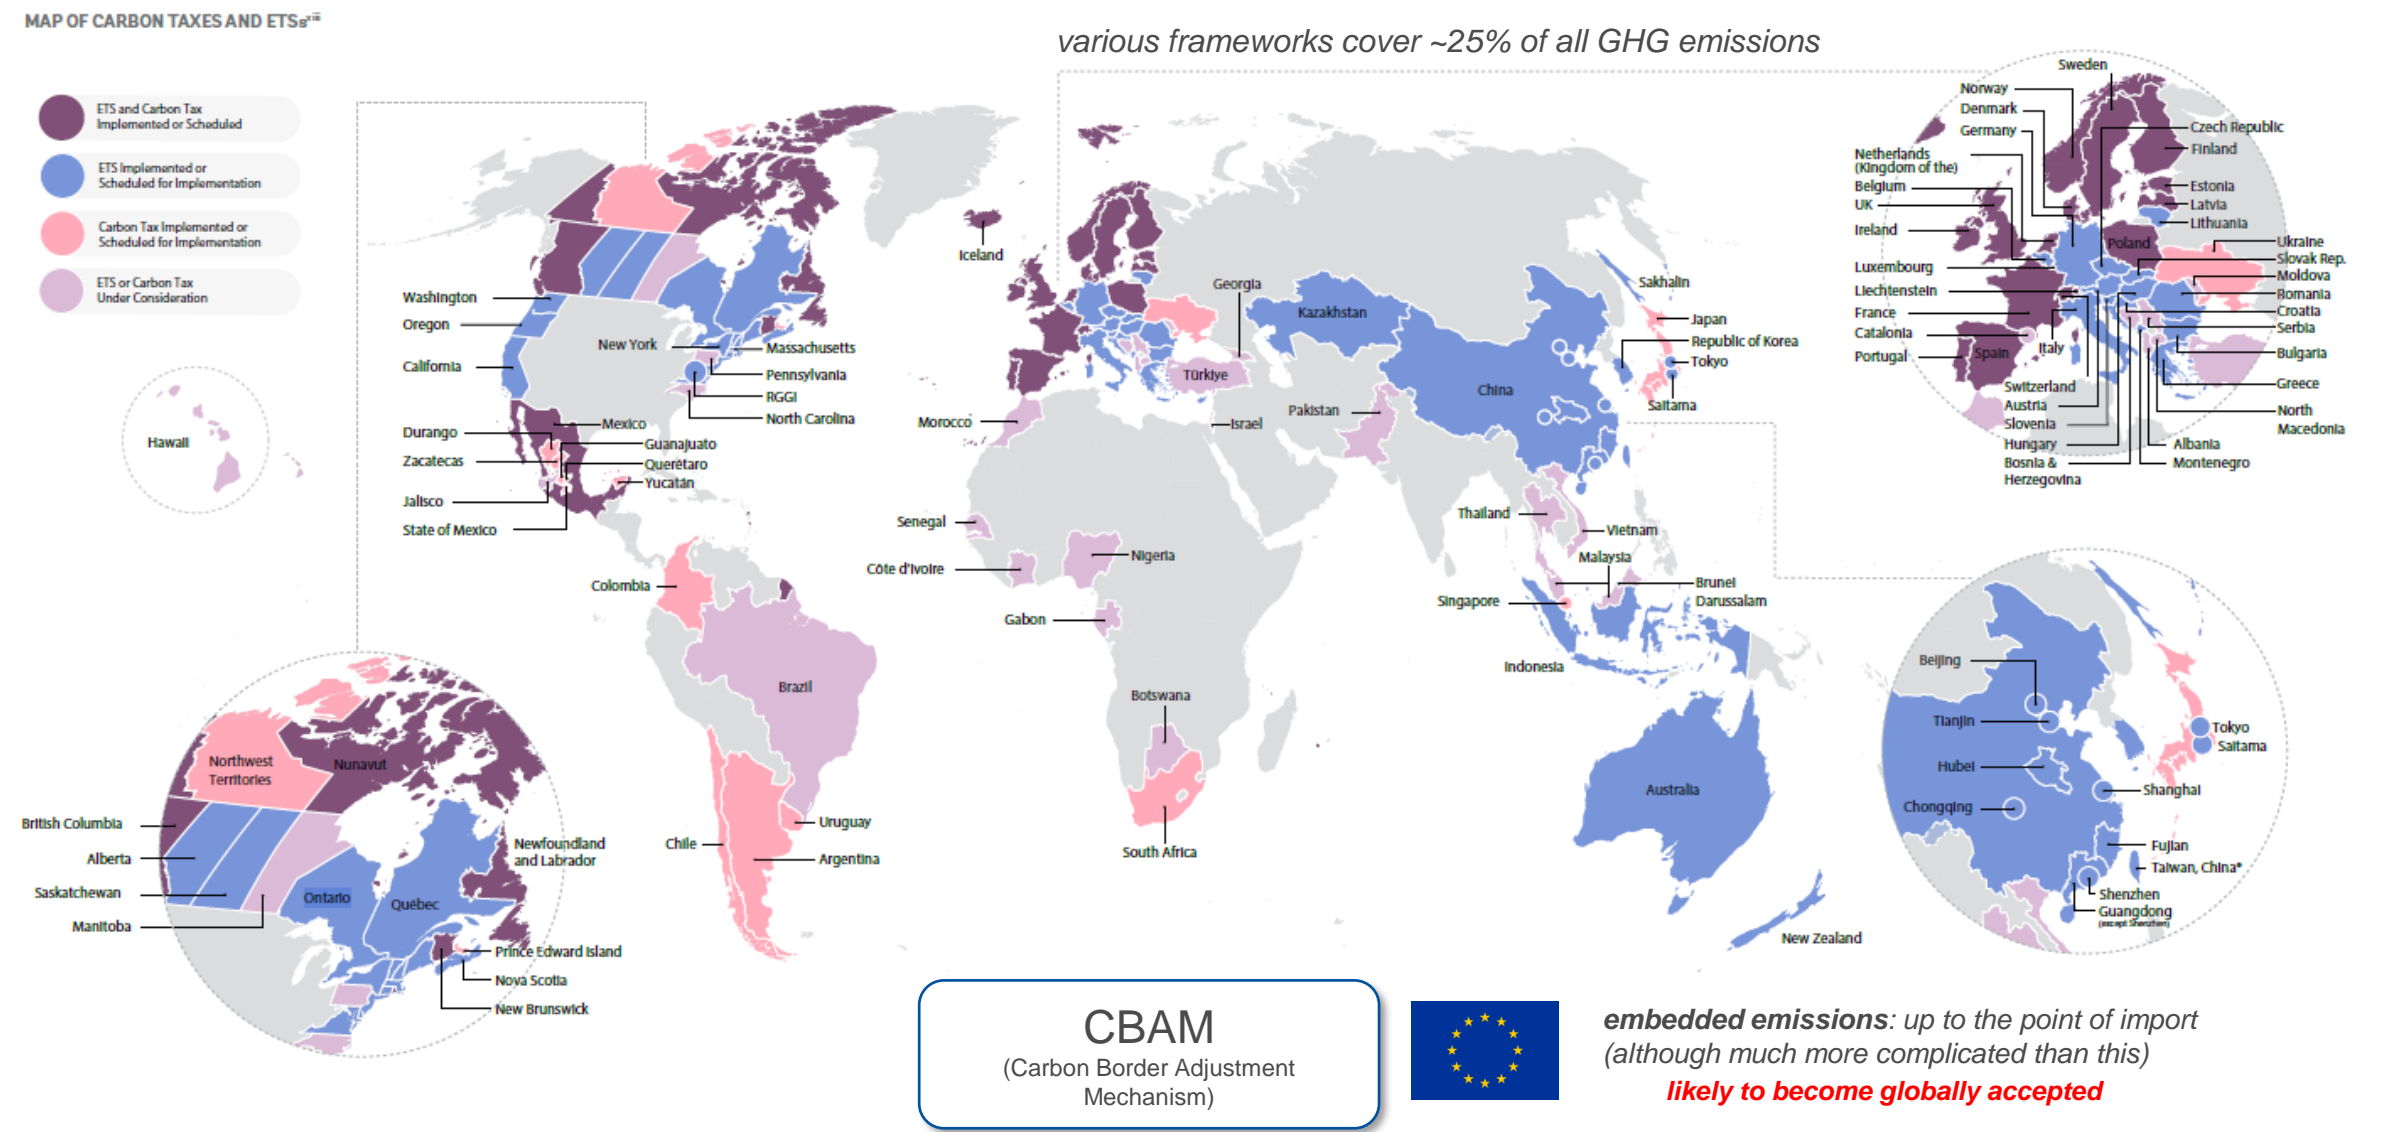 MAP OF CARBON TAXES AND ETSs
various frameworks cover ~25% of all GHG emissions
ETS and Carbon Tax
Implemented or Scheduled
ETS Implemented or
Scheduled for Implementation
Carbon Tax Implemented or
Scheduled for Implementation
ETS or Carbon Tax
Under Consideration
Hawaii
Washington
Oregon
California
New York
Massachusetts
Pennsylvania
RGGI
North Carolina
Mexico
Durango
Guanajuato
Zacatecas
Querétaro
Yucatán
Jalisco
State of Mexico
Colombia
Brazil
Chile
Uruguay
Argentina
Iceland
Georgia
Kazakhstan
Türkiye
Morocco
Israel
Pakistan
China
Sakhalin
Japan
Republic of Korea
Tokyo
Saitama
Senegal
Côte d'Ivoire
Nigeria
Gabon
Botswana
South Africa
Thailand
Vietnam
Malaysia
Brunei
Darussalam
Singapore
Indonesia
Australia
New Zealand
Sweden
Norway
Denmark
Germany
Netherlands
(Kingdom of the)
Belgium
UK
Ireland
Luxembourg
Liechtenstein
France
Catalonia
Portugal
Spain
Italy
Poland
Czech Republic
Finland
Estonia
Latvia
Lithuania
Ukraine
Slovak Rep.
Moldova
Romania
Croatia
Serbia
Bulgaria
Greece
North
Macedonia
Switzerland
Austria
Slovenia
Hungary
Bosnia &
Herzegovina
Albania
Montenegro
Northwest
Territories
Nunavut
British Columbia
Alberta
Saskatchewan
Manitoba
Ontario
Québec
Newfoundland
and Labrador
Prince Edward Island
Nova Scotia
New Brunswick
Beijing
Tianjin
Hubei
Chongqing
Tokyo
Saitama
Shanghai
Fujian
Taiwan, China*
Shenzhen
Guangdong
(except Shenzhen)
CBAM
(Carbon Border Adjustment
Mechanism)
embedded emissions: up to the point of import
(although much more complicated than this)
likely to become globally accepted